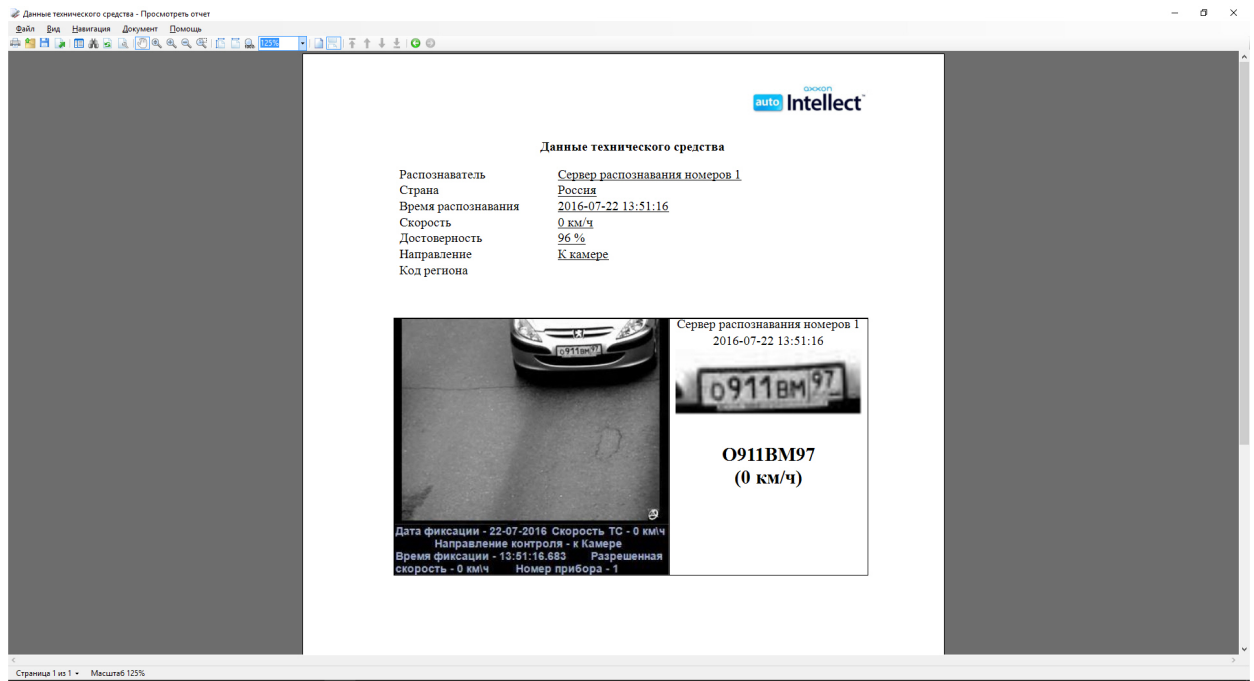 Данные технического средства - Просмотреть отчет
Файл Вид Навигация Документ Помощь
125%
axxon
auto Intellect™
Данные технического средства
Распознаватель Сервер распознавания номеров 1
Страна Россия
Время распознавания 2016-07-22 13:51:16
Скорость 0 км/ч
Достоверность 96 %
Направление К камере
Код региона
О911ВМ97
Дата фиксации - 22-07-2016 Скорость ТС - 0 км\ч
Направление контроля - к Камере
Время фиксации - 13:51:16.683 Разрешенная
скорость - 0 км\ч Номер прибора - 1
Сервер распознавания номеров 1
2016-07-22 13:51:16
О911ВМ 97
О911ВМ97
(0 км/ч)
Страница 1 из 1 Масштаб 125%